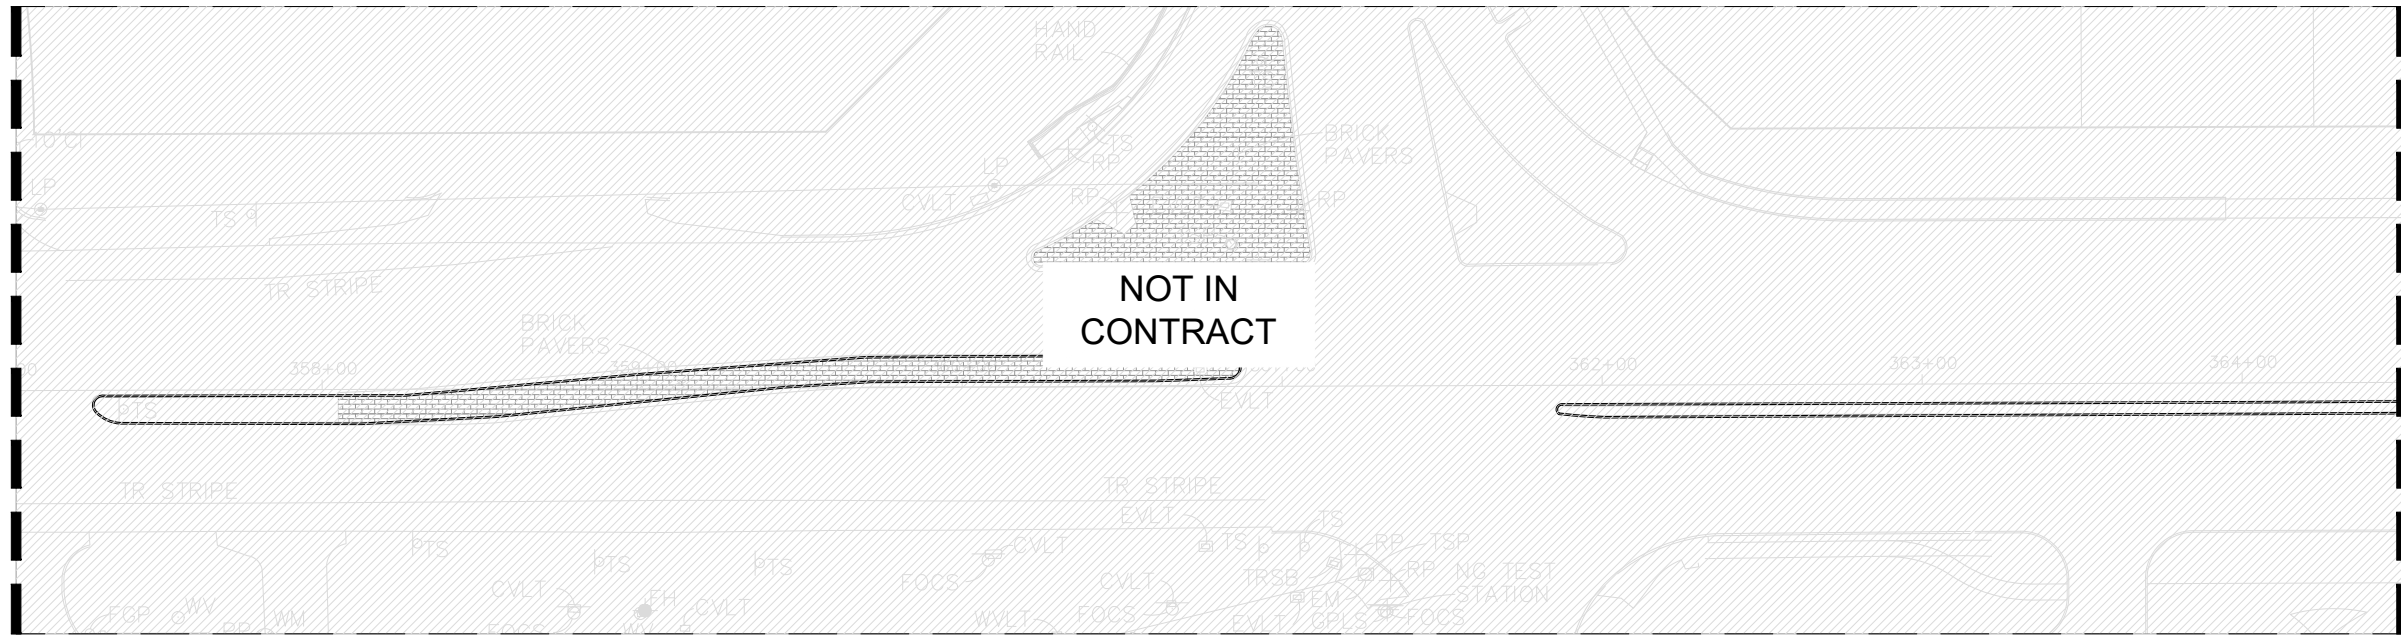 HAND
RAIL
10'CI
TS
RP
BRICK
PAVERS
LP
LP
CVLT
RP
RP
TS
TR STRIPE
NOT IN
CONTRACT
BRICK
PAVERS
358+00
362+00
363+00
364+00
PTS
EVLT
TR STRIPE
TR STRIPE
EVLT
TS
PTS
PTS
PTS
CVLT
FOCS
TS
RP
TSP
TRSB
RP
NG TEST
STATION
CVLT
FH
CVLT
CVLT
FOCS
EM
GPLS
FOCS
FGP
WV
WM
WVLT
EVLT
RP
FOCS
WV